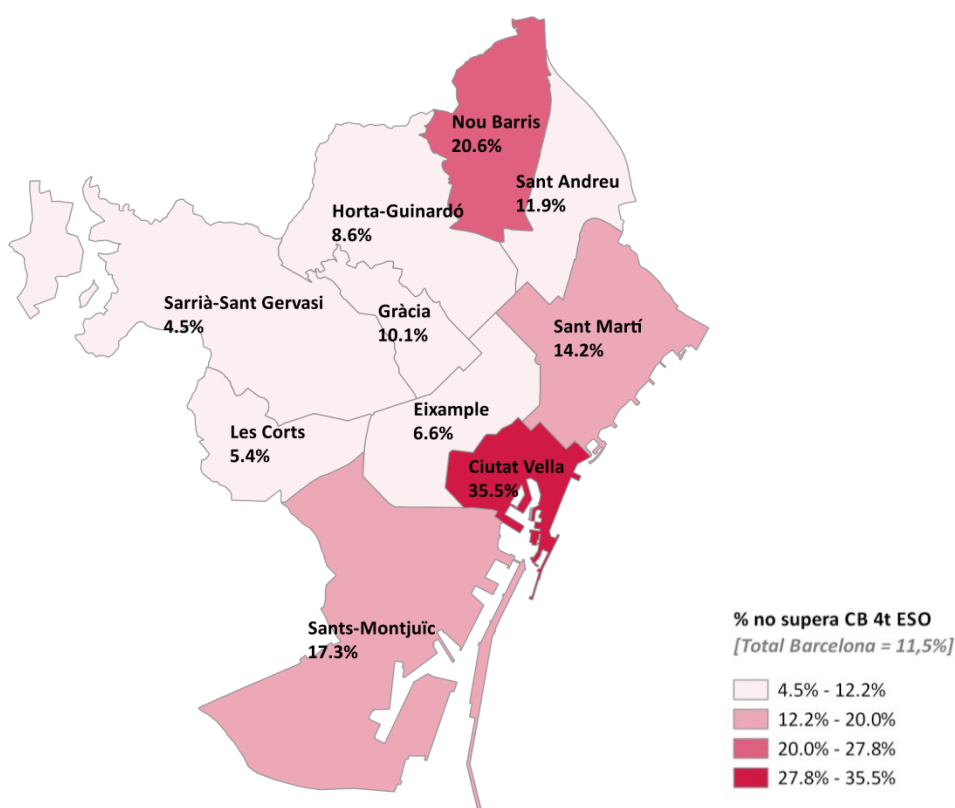 Nou Barris
20.6%
Sant Andreu
11.9%
Horta-Guinardó
8.6%
Sarrià-Sant Gervasi
4.5%
Gràcia
10.1%
Sant Martí
14.2%
Eixample
6.6%
Les Corts
5.4%
Ciutat Vella
35.5%
Sants-Montjuïc
17.3%
% no supera CB 4t ESO
[Total Barcelona = 11,5%]
4.5% - 12.2%
12.2% - 20.0%
20.0% - 27.8%
27.8% - 35.5%